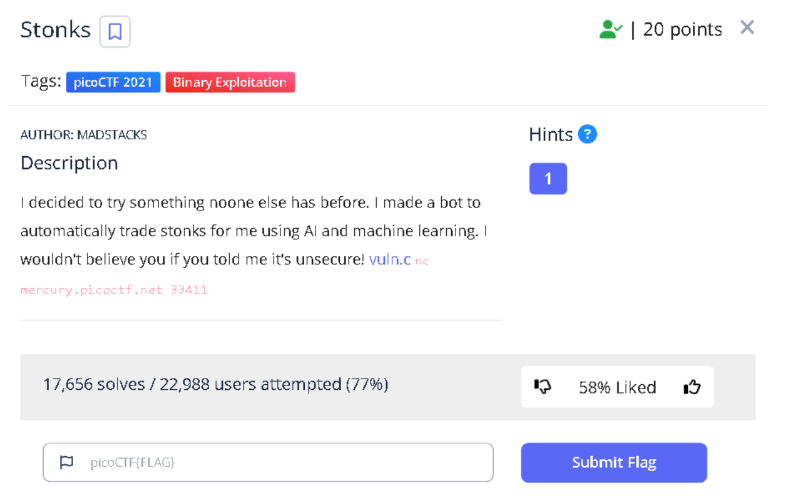 Stonks
| 20 points ×
Tags: picoCTF 2021 Binary Exploitation
AUTHOR: MADSTACKS
Hints ?
Description
1
I decided to try something noone else has before. I made a bot to
automatically trade stonks for me using AI and machine learning. I
wouldn't believe you if you told me it's unsecure! vuln.c nc
mercury.picoctf.net 33411
17,656 solves / 22,988 users attempted (77%)
58% Liked
picoCTF{FLAG}
Submit Flag